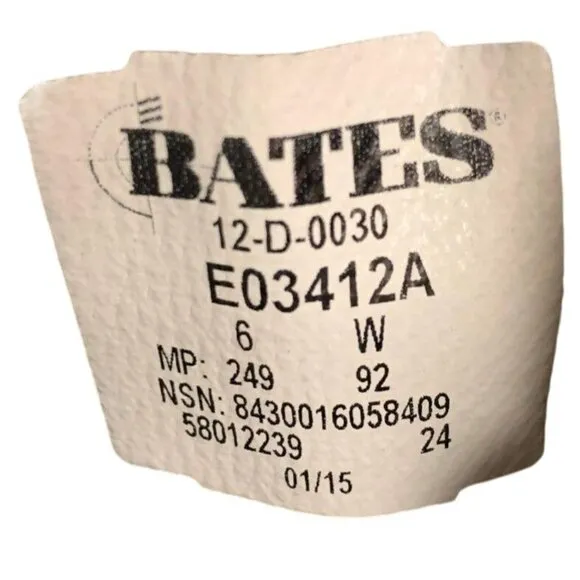 BATES®
12-D-0030
E03412A
6 W
MP: 249 92
NSN: 8430016058409
58012239 24
01/15